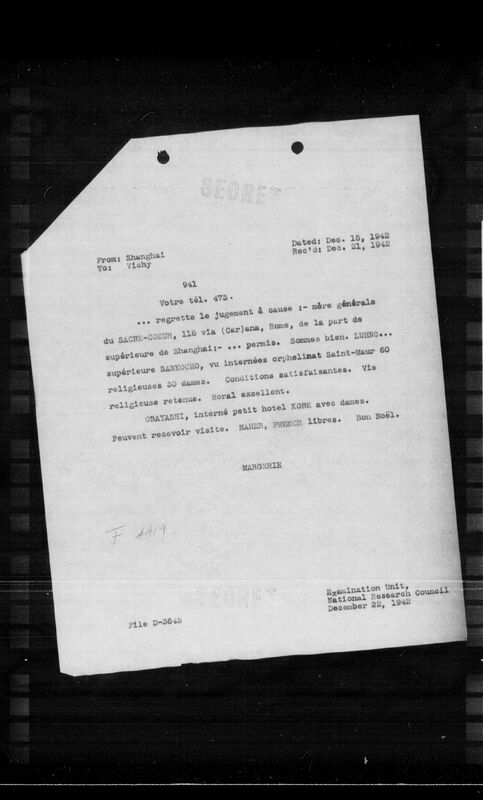 SECRET
From: Shanghai
To: Vichy
Dated: Dec. 15, 1942
Rec'd: Dec. 21, 1942
941
Votre tél. 473.
... regrette le jugement à cause :- mère générale
du SACRE-COEUR, 118 via (Car)ana, Rome, de la part de
supérieure de Shanghai:- ... permis. Sommes bien. LUHNO...
supérieure SANKOCHO, vu internées orphelinat Saint-Maur 60
religieuses 30 dames. Conditions satisfaisantes. Vie
religieuse retenue. Moral excellent.
OBAYASHI, interné petit hotel KOBE avec dames.
Peuvent recevoir visite. MAHER, FRENCH libres. Bon Noël.
MARGERIE
F 4419
SECRET
Examination Unit,
National Research Council
December 22, 1942
File D-3645